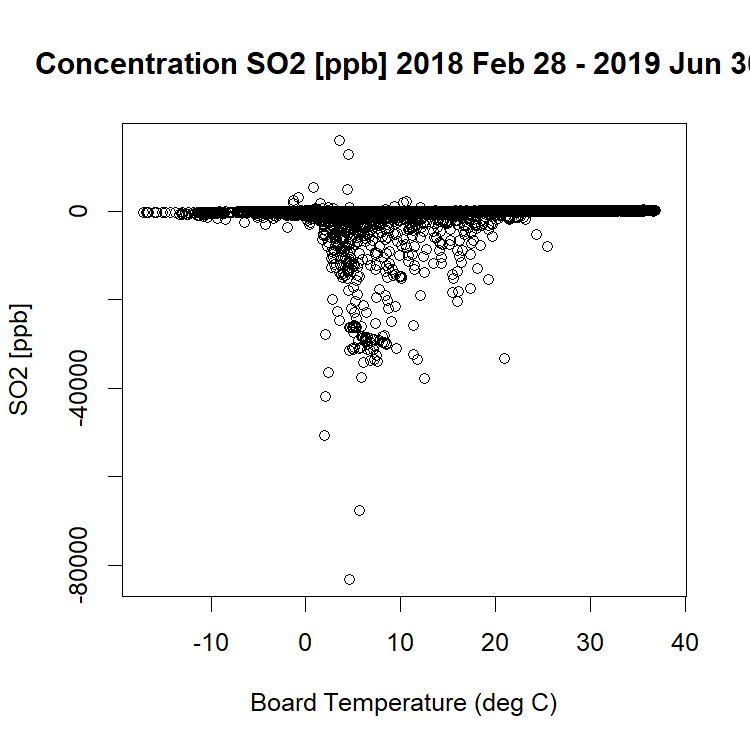 Concentration SO2 [ppb] 2018 Feb 28 - 2019 Jun 30
SO2 [ppb]
0
-40000
-80000
-10 0 10 20 30 40
Board Temperature (deg C)